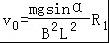 v₀=mgsinα/B²L² R₁